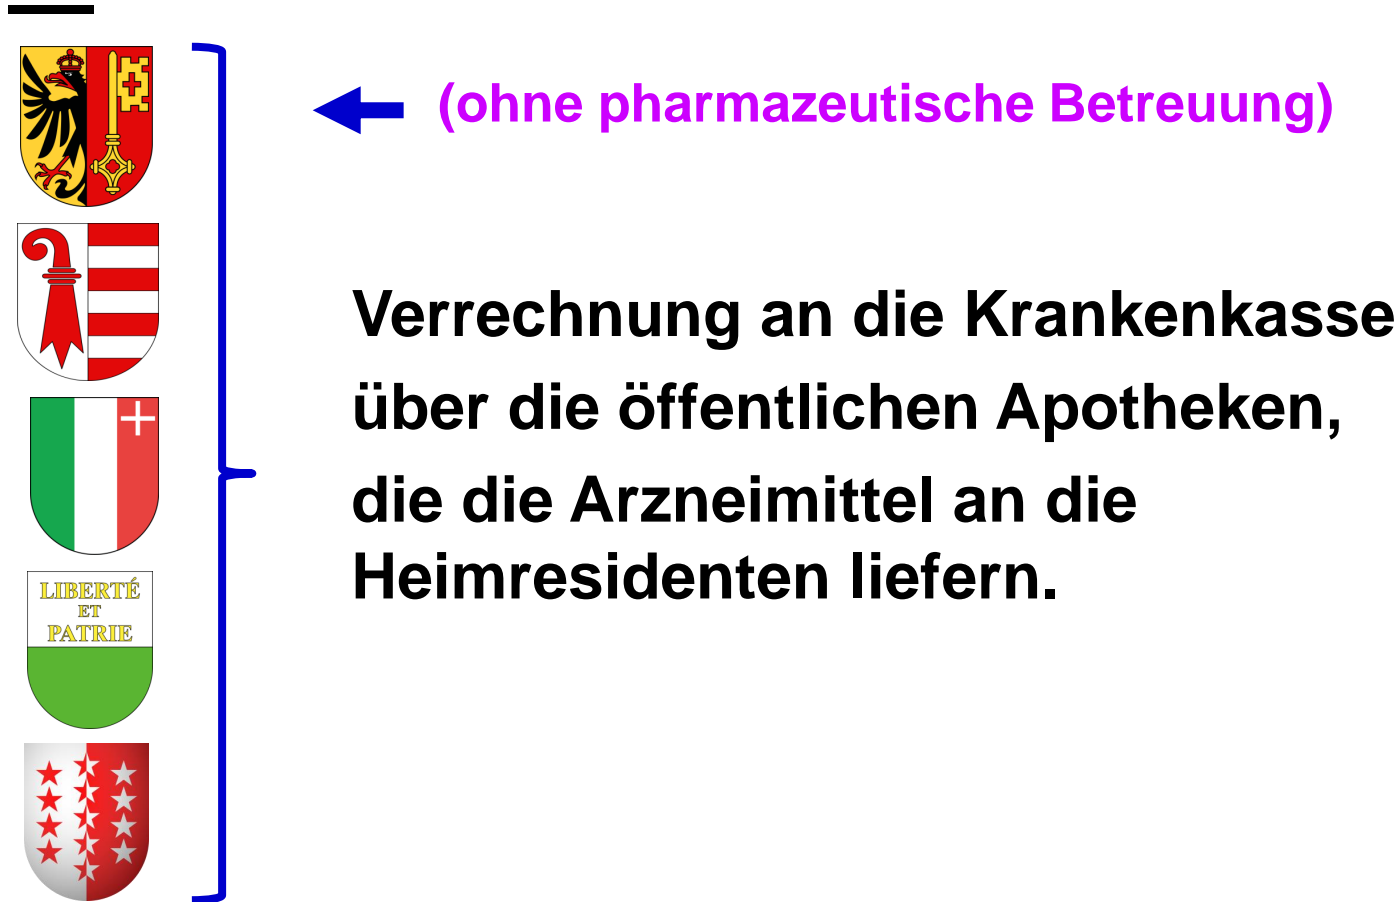 (ohne pharmazeutische Betreuung)
Verrechnung an die Krankenkasse
über die öffentlichen Apotheken,
die die Arzneimittel an die
Heimresidenten liefern.
LIBERTÉ
ET
PATRIE